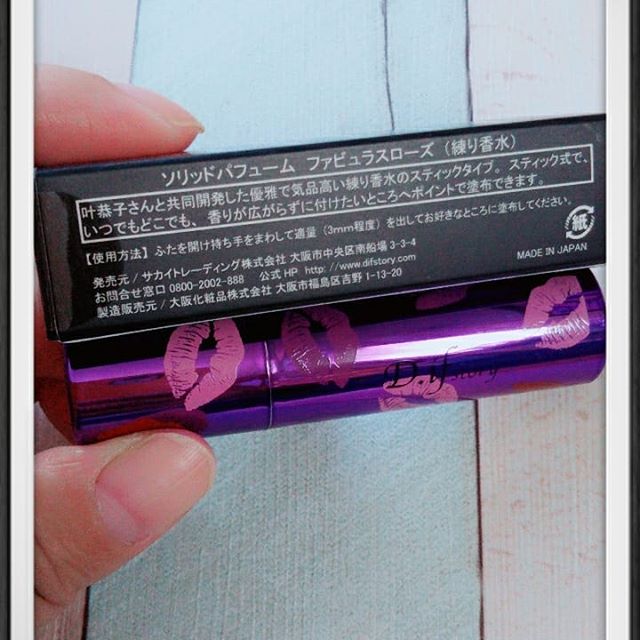 ソリッドパフューム ファビュラスローズ（練り香水）
叶恭子さんと共同開発した優雅で気品高い練り香水のスティックタイプ。スティック式で、
いつでもどこでも、香りが広がらずに付けたいところへポイントで塗布できます。
【使用方法】ふたを開け持ち手をまわして適量（3mm程度）を出してお好きなところに塗布してください。
発売元 / サカイトレーディング株式会社 大阪市中央区南船場 3-3-4
お問合せ窓口 0800-2002-888 公式 HP http://www.difstory.com
製造販売元 / 大阪化粧品株式会社 大阪市福島区吉野 1-13-20
紙
MADE IN JAPAN
D.ifstory